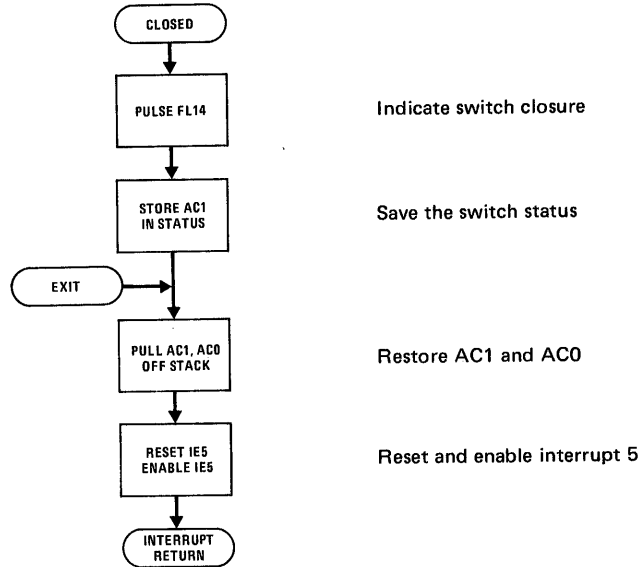 CLOSED
PULSE FL14
Indicate switch closure
STORE AC1
IN STATUS
Save the switch status
EXIT
PULL AC1, AC0
OFF STACK
Restore AC1 and AC0
RESET IE5
ENABLE IE5
Reset and enable interrupt 5
INTERRUPT
RETURN